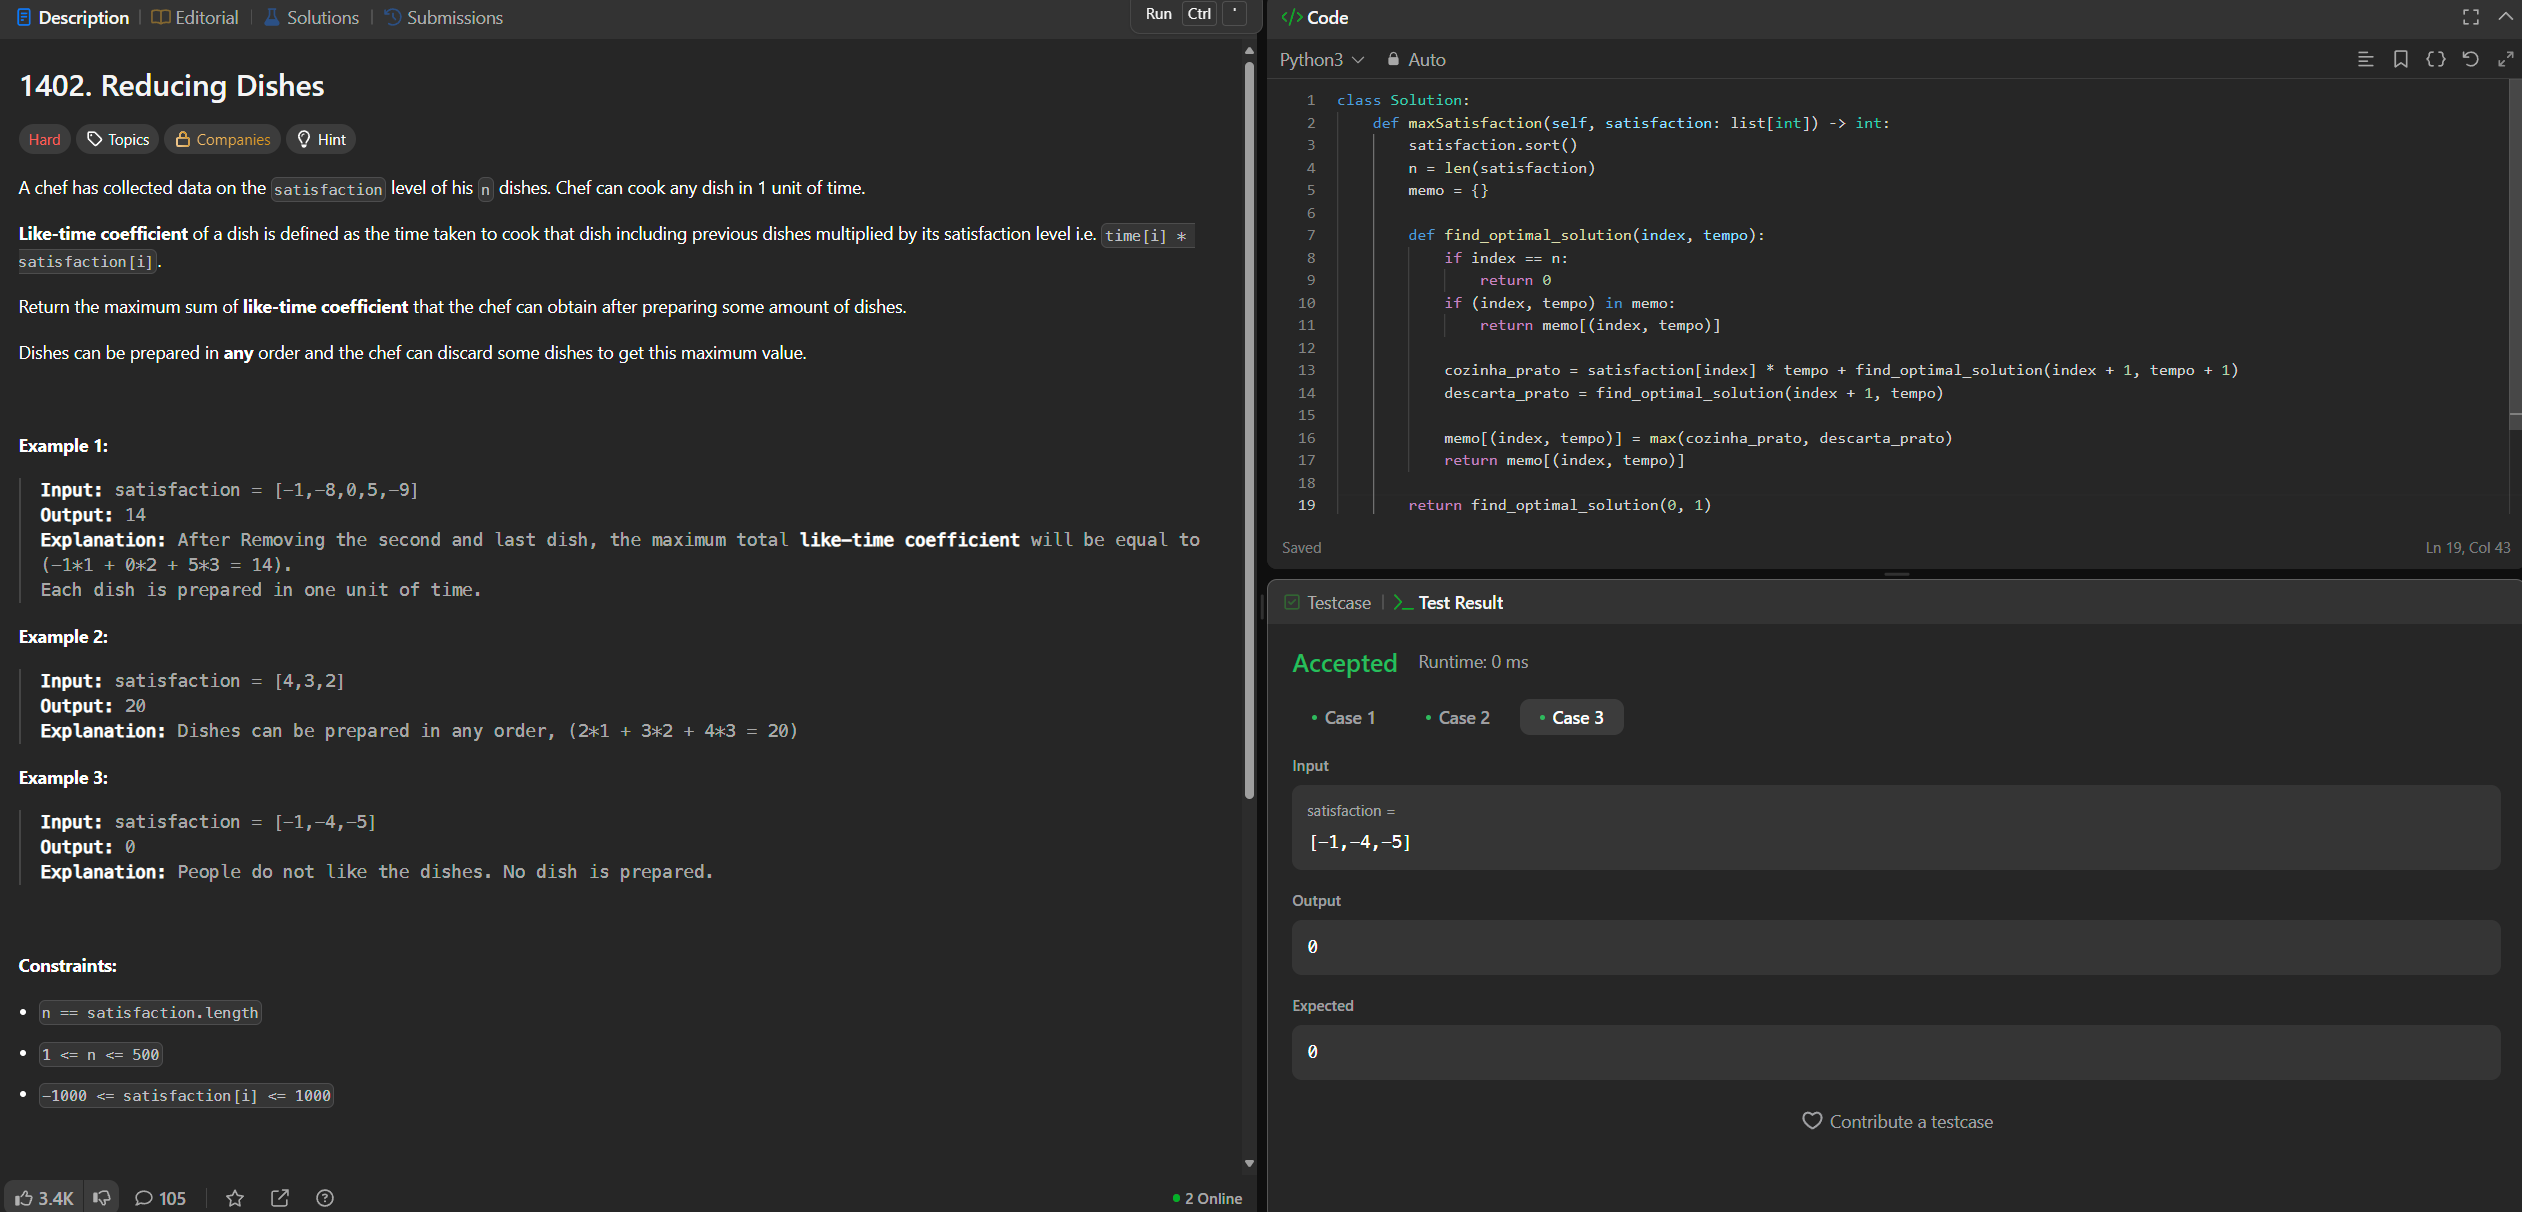 Description | Editorial | Solutions | Submissions
Run Ctrl '
1402. Reducing Dishes
Hard Topics Companies Hint
A chef has collected data on the satisfaction level of his n dishes. Chef can cook any dish in 1 unit of time.
Like-time coefficient of a dish is defined as the time taken to cook that dish including previous dishes multiplied by its satisfaction level i.e. time[i] *
satisfaction[i].
Return the maximum sum of like-time coefficient that the chef can obtain after preparing some amount of dishes.
Dishes can be prepared in any order and the chef can discard some dishes to get this maximum value.
Example 1:
Input: satisfaction = [-1,-8,0,5,-9]
Output: 14
Explanation: After Removing the second and last dish, the maximum total like-time coefficient will be equal to
(-1*1 + 0*2 + 5*3 = 14).
Each dish is prepared in one unit of time.
Example 2:
Input: satisfaction = [4,3,2]
Output: 20
Explanation: Dishes can be prepared in any order, (2*1 + 3*2 + 4*3 = 20)
Example 3:
Input: satisfaction = [-1,-4,-5]
Output: 0
Explanation: People do not like the dishes. No dish is prepared.
Constraints:
• n == satisfaction.length
• 1 <= n <= 500
• -1000 <= satisfaction[i] <= 1000
3.4K 105
2 Online
</> Code
Python3 Auto
1 class Solution:
2     def maxSatisfaction(self, satisfaction: list[int]) -> int:
3         satisfaction.sort()
4         n = len(satisfaction)
5         memo = {}
6
7         def find_optimal_solution(index, tempo):
8             if index == n:
9                 return 0
10             if (index, tempo) in memo:
11                 return memo[(index, tempo)]
12
13             cozinha_prato = satisfaction[index] * tempo + find_optimal_solution(index + 1, tempo + 1)
14             descarta_prato = find_optimal_solution(index + 1, tempo)
15
16             memo[(index, tempo)] = max(cozinha_prato, descarta_prato)
17             return memo[(index, tempo)]
18
19         return find_optimal_solution(0, 1)
Saved
Ln 19, Col 43
Testcase | >_ Test Result
Accepted Runtime: 0 ms
• Case 1 • Case 2 • Case 3
Input
satisfaction =
[-1,-4,-5]
Output
0
Expected
0
Contribute a testcase